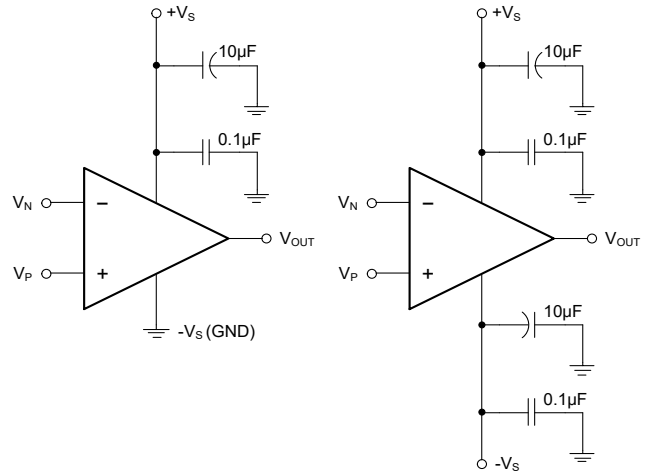 +VS
10µF
0.1µF
VN
−
VOUT
VP
+
-VS (GND)
+VS
10µF
0.1µF
VN
−
VOUT
VP
+
10µF
0.1µF
-VS